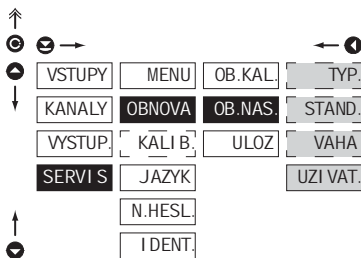 VSTUPY MENU OB.KAL. TYP.
KANALY OBNOVA OB.NAS. STAND.
VYSTUP. KALIB. ULOZ VAHA
SERVIS JAZYK UZIVAT.
N.HESL.
IDENT.